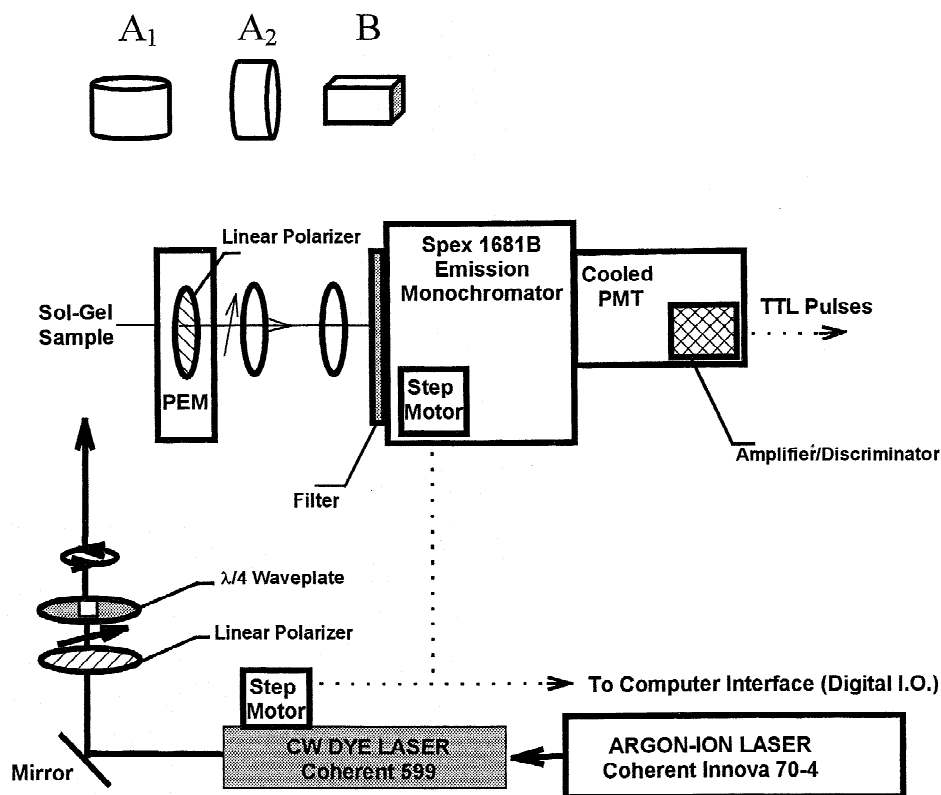 A1
A2
B
Linear Polarizer
Sol-Gel
Sample
PEM
Spex 1681B
Emission
Monochromator
Step
Motor
Cooled
PMT
TTL Pulses
Amplifier/Discriminator
Filter
λ/4 Waveplate
Linear Polarizer
Step
Motor
To Computer Interface (Digital I.O.)
CW DYE LASER
Coherent 599
ARGON-ION LASER
Coherent Innova 70-4
Mirror